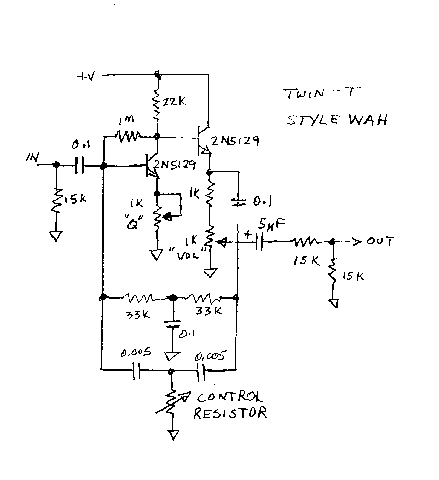 +V
22K
TWIN-T
STYLE WAH
1M
2N5129
0.1
IN
2N5129
15K
1K
"Q"
1K
0.1
1K
"VOL"
+ 5µF
OUT
15K
15K
33K
33K
0.1
0.005
0.005
CONTROL
RESISTOR